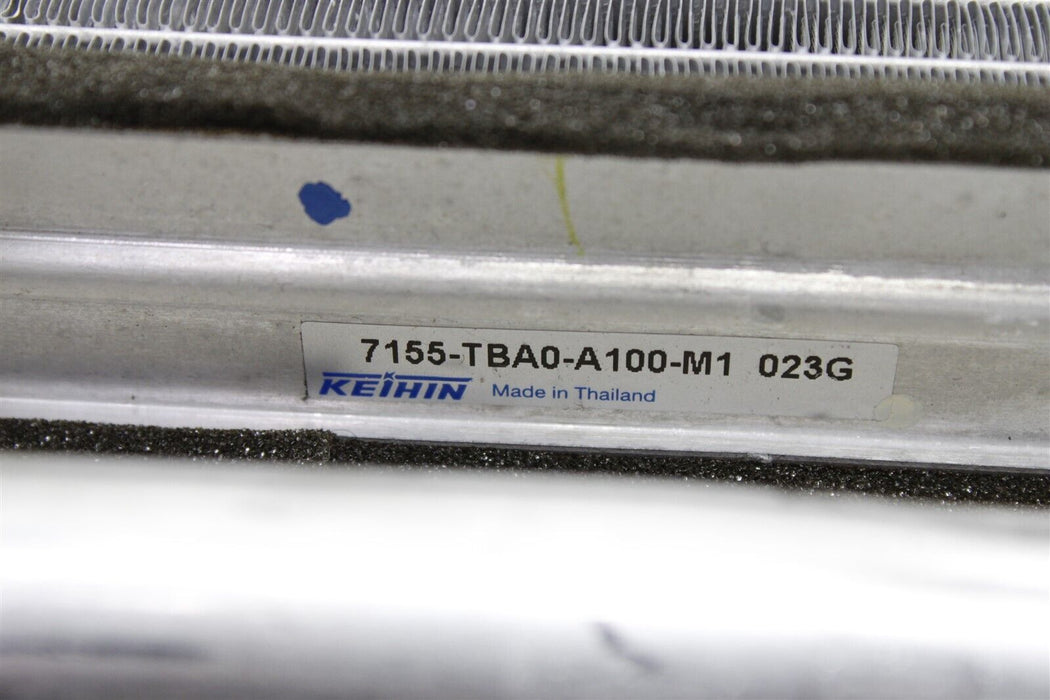 7155-TBA0-A100-M1 023G
KEIHIN Made in Thailand